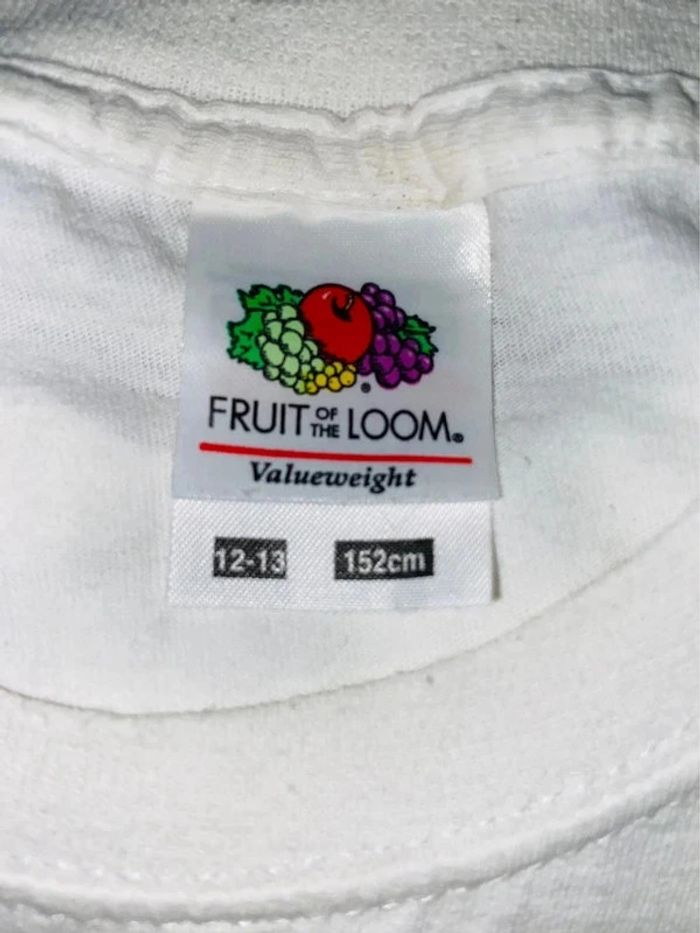 FRUIT OF THE LOOM®
Valueweight
12-13 152cm